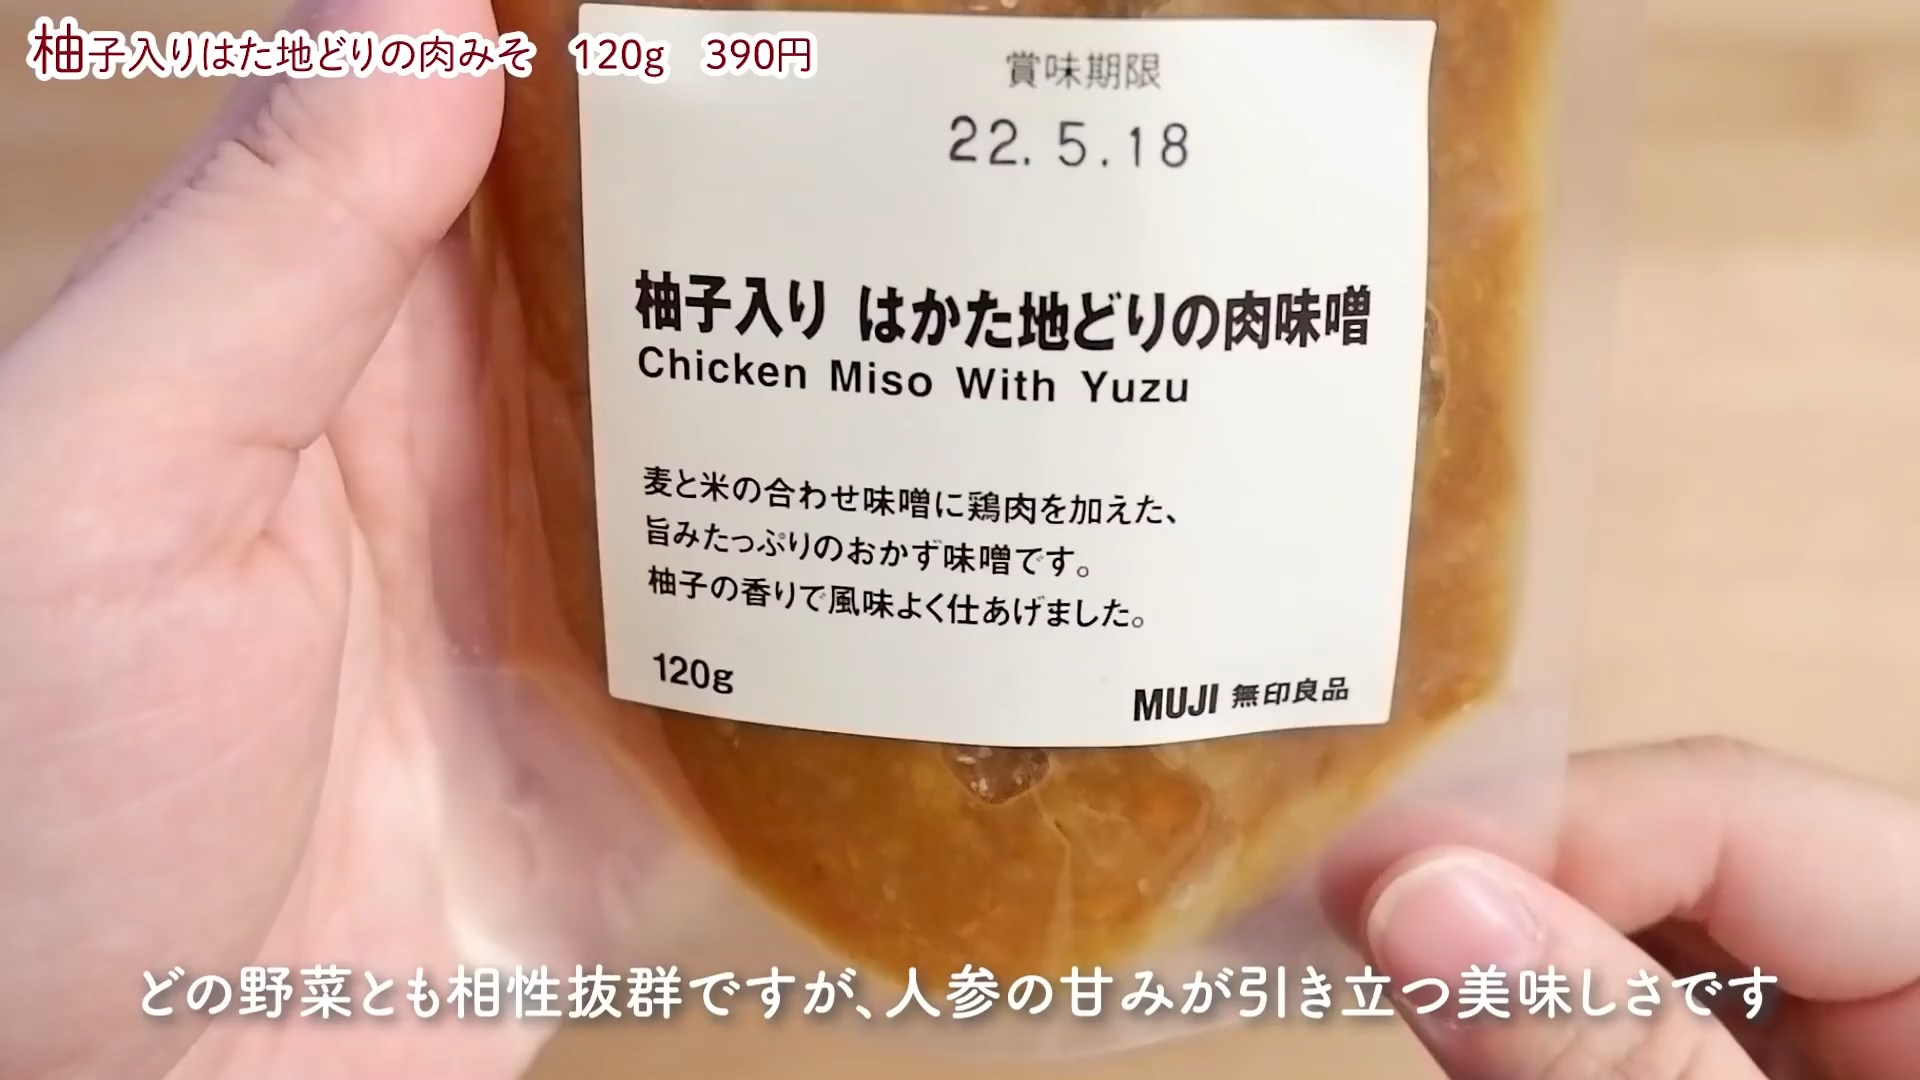 柚子入りはた地どりの肉みそ　120g　390円
賞味期限
22.5.18
柚子入り はかた地どりの肉味噌
Chicken Miso With Yuzu
麦と米の合わせ味噌に鶏肉を加えた、
旨みたっぷりのおかず味噌です。
柚子の香りで風味よく仕あげました。
120g
MUJI 無印良品
どの野菜とも相性抜群ですが、人参の甘みが引き立つ美味しさです